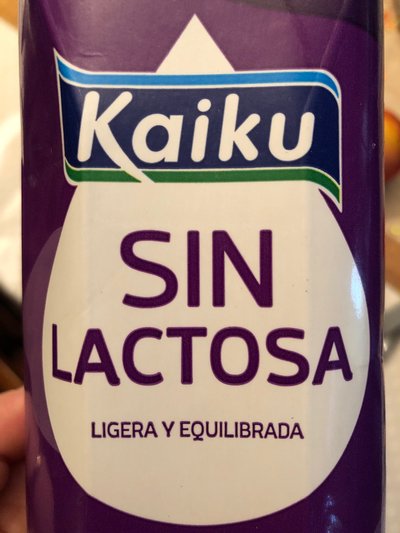 Kaiku
SIN
LACTOSA
LIGERA Y EQUILIBRADA